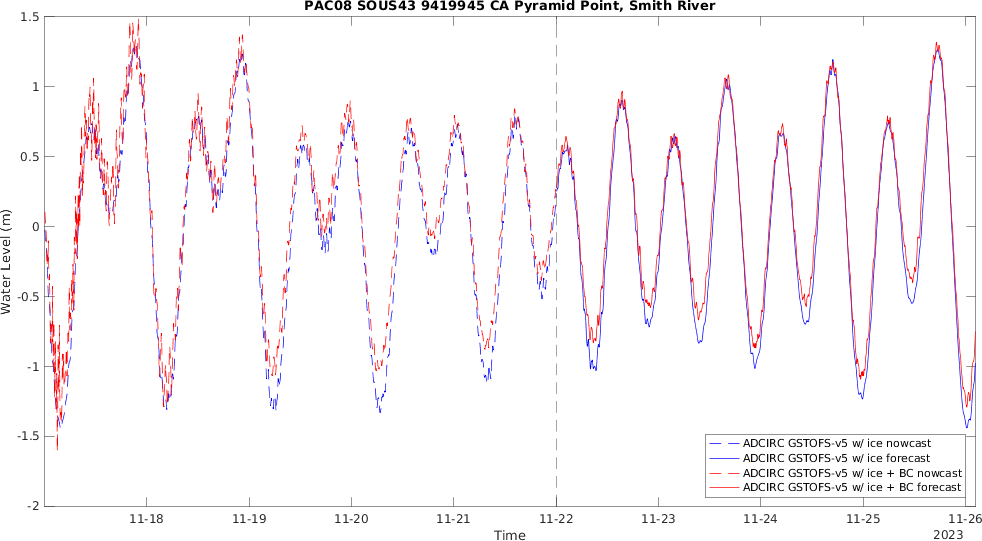 PAC08 SOUS43 9419945 CA Pyramid Point, Smith River
1.5
1
0.5
0
-0.5
-1
-1.5
-2
Water Level (m)
ADCIRC GSTOFS-v5 w/ ice nowcast
ADCIRC GSTOFS-v5 w/ ice forecast
ADCIRC GSTOFS-v5 w/ ice + BC nowcast
ADCIRC GSTOFS-v5 w/ ice + BC forecast
11-18 11-19 11-20 11-21 11-22 11-23 11-24 11-25 11-26
Time
2023